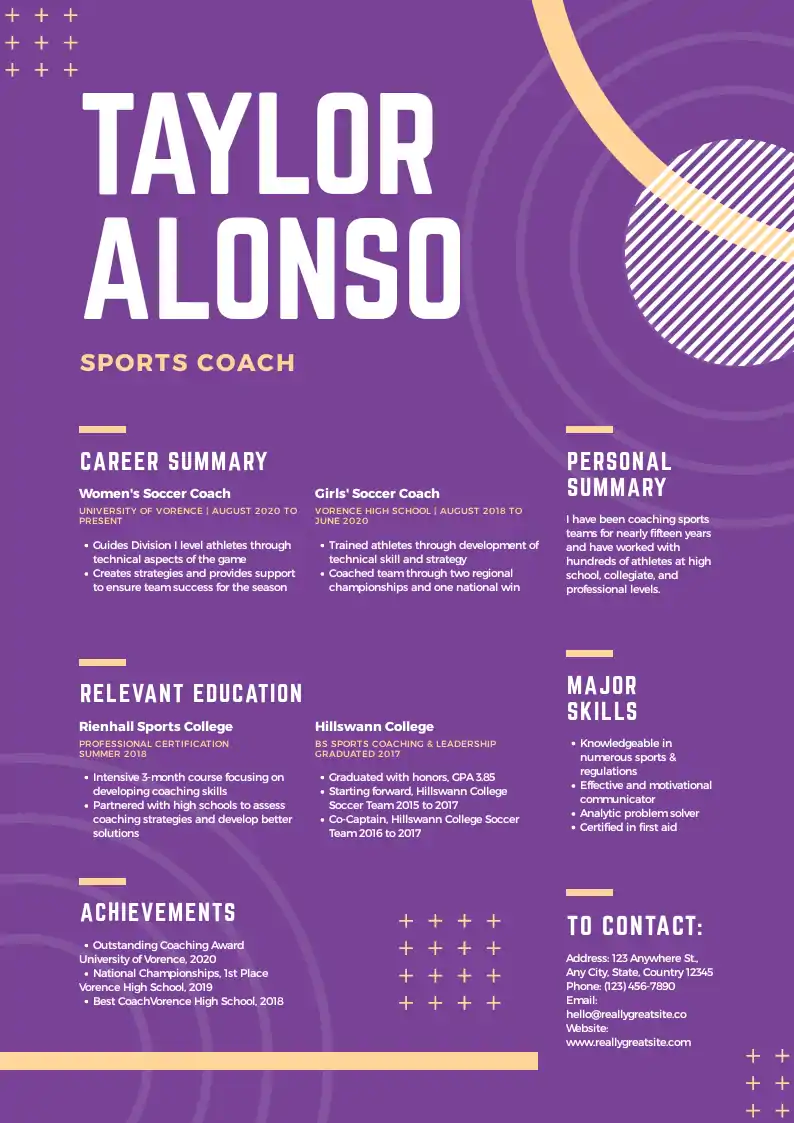 TAYLOR
ALONSO
SPORTS COACH
CAREER SUMMARY
Women's Soccer Coach
UNIVERSITY OF VORENCE | AUGUST 2020 TO
PRESENT
• Guides Division I level athletes through
technical aspects of the game
• Creates strategies and provides support
to ensure team success for the season
Girls' Soccer Coach
VORENCE HIGH SCHOOL | AUGUST 2018 TO
JUNE 2020
• Trained athletes through development of
technical skill and strategy
• Coached team through two regional
championships and one national win
PERSONAL
SUMMARY
I have been coaching sports
teams for nearly fifteen years
and have worked with
hundreds of athletes at high
school, collegiate, and
professional levels.
RELEVANT EDUCATION
Rienhall Sports College
PROFESSIONAL CERTIFICATION
SUMMER 2018
• Intensive 3-month course focusing on
developing coaching skills
• Partnered with high schools to assess
coaching strategies and develop better
solutions
Hillswann College
BS SPORTS COACHING & LEADERSHIP
GRADUATED 2017
• Graduated with honors, GPA 3.85
• Starting forward, Hillswann College
Soccer Team 2015 to 2017
• Co-Captain, Hillswann College Soccer
Team 2016 to 2017
MAJOR
SKILLS
• Knowledgeable in
numerous sports &
regulations
• Effective and motivational
communicator
• Analytic problem solver
• Certified in first aid
ACHIEVEMENTS
• Outstanding Coaching Award
University of Vorence, 2020
• National Championships, 1st Place
Vorence High School, 2019
• Best CoachVorence High School, 2018
TO CONTACT:
Address: 123 Anywhere St.,
Any City, State, Country 12345
Phone: (123) 456-7890
Email:
hello@reallygreatsite.co
Website:
www.reallygreatsite.com